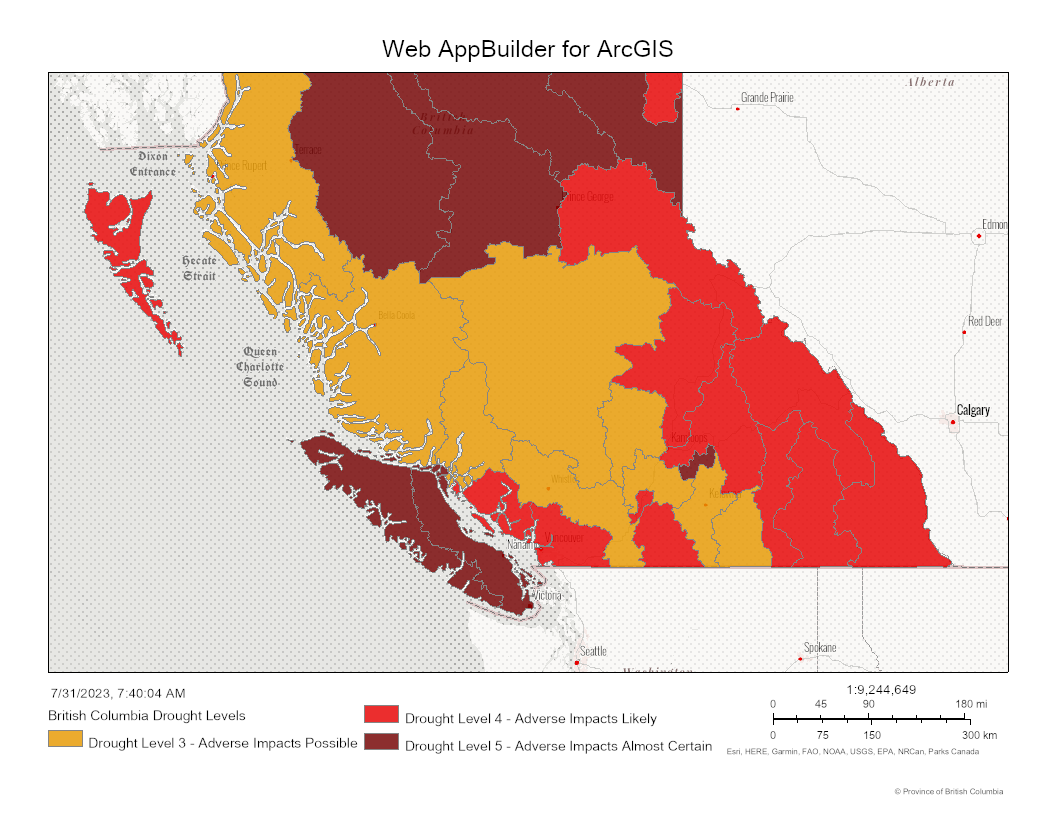 Web AppBuilder for ArcGIS
Alberta
Grande Prairie
British
Columbia
Dixon
Entrance
Terrace
Prince Rupert
Prince George
Edmon
Hecate
Strait
Bella Coola
Red Deer
Queen
Charlotte
Sound
Calgary
Kamloops
Whistler
Vancouver
Nanaimo
Victoria
Seattle
Spokane
Washington
7/31/2023, 7:40:04 AM
British Columbia Drought Levels
Drought Level 3 - Adverse Impacts Possible
Drought Level 4 - Adverse Impacts Likely
Drought Level 5 - Adverse Impacts Almost Certain
1:9,244,649
0 45 90 180 mi
0 75 150 300 km
Esri, HERE, Garmin, FAO, NOAA, USGS, EPA, NRCan, Parks Canada
© Province of British Columbia